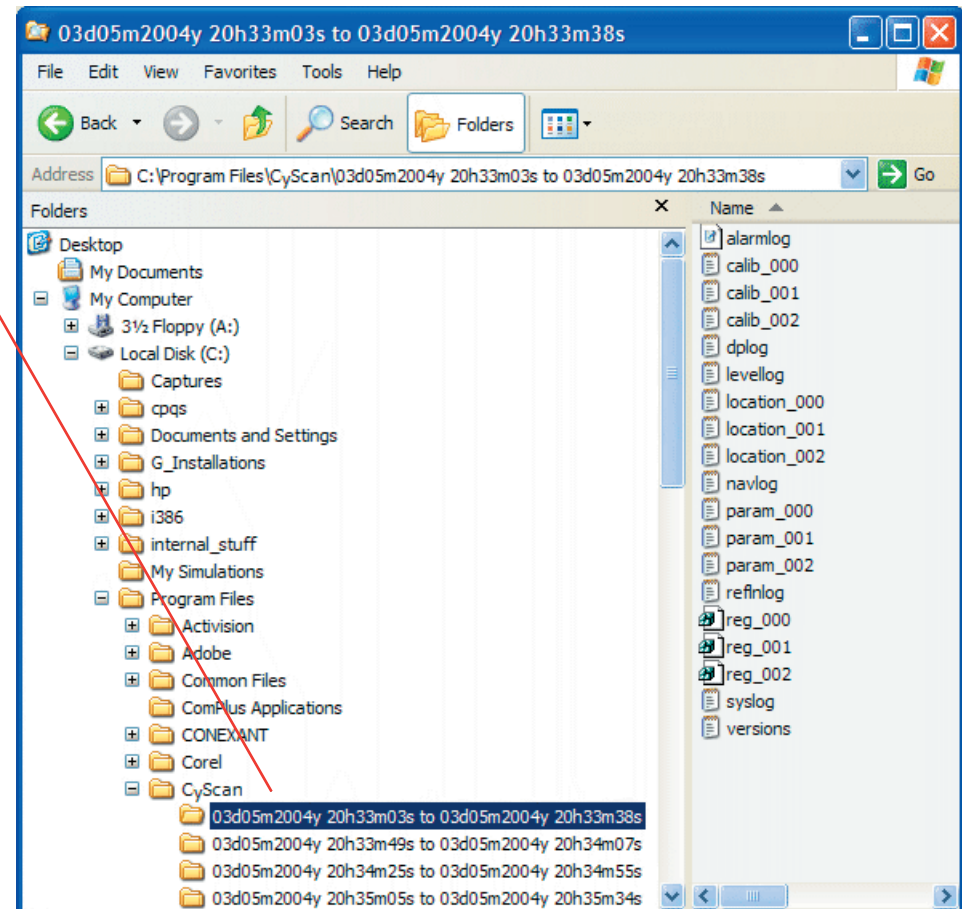 03d05m2004y 20h33m03s to 03d05m2004y 20h33m38s
File Edit View Favorites Tools Help
Back Search Folders
Address C:\Program Files\CyScan\03d05m2004y 20h33m03s to 03d05m2004y 20h33m38s Go
Folders
Desktop
My Documents
My Computer
3½ Floppy (A:)
Local Disk (C:)
Captures
cpqs
Documents and Settings
G_Installations
hp
i386
internal_stuff
My Simulations
Program Files
Activision
Adobe
Common Files
ComPlus Applications
CONEXANT
Corel
CyScan
03d05m2004y 20h33m03s to 03d05m2004y 20h33m38s
03d05m2004y 20h33m49s to 03d05m2004y 20h34m07s
03d05m2004y 20h34m25s to 03d05m2004y 20h34m55s
03d05m2004y 20h35m05s to 03d05m2004y 20h35m34s
Name
alarmlog
calib_000
calib_001
calib_002
dplog
levellog
location_000
location_001
location_002
navlog
param_000
param_001
param_002
reflnlog
reg_000
reg_001
reg_002
syslog
versions